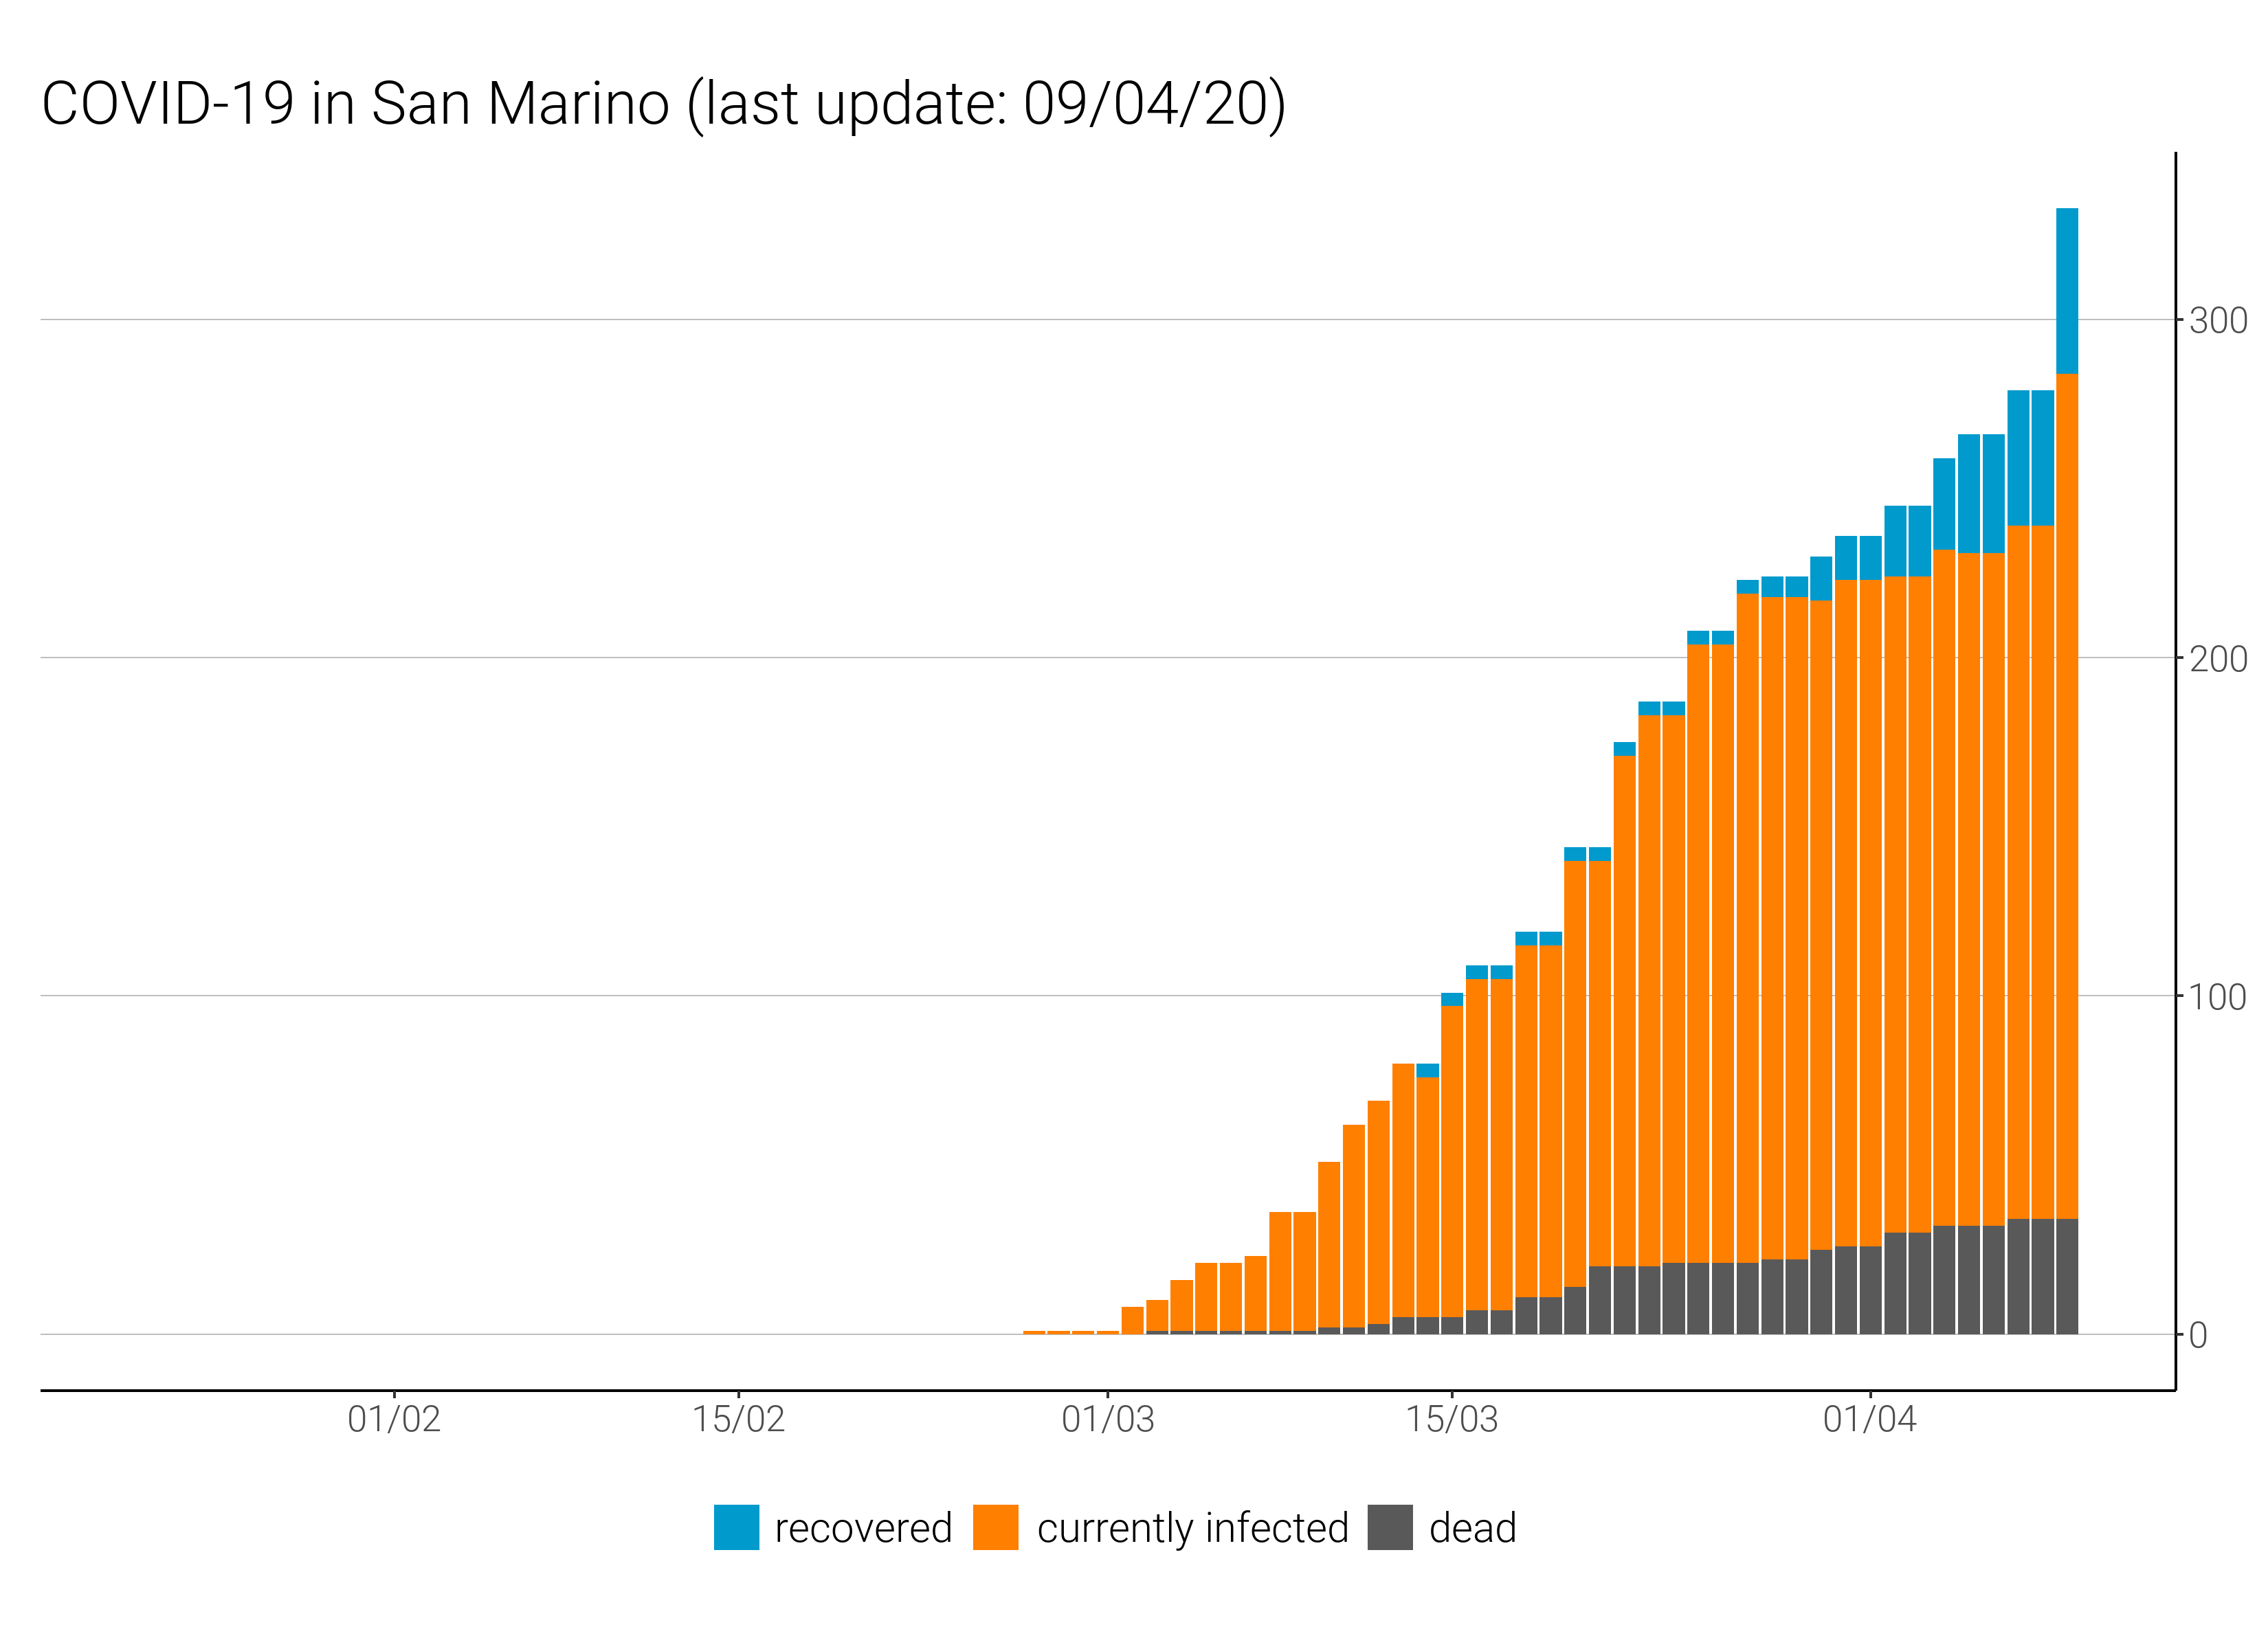 COVID-19 in San Marino (last update: 09/04/20)
300
200
100
0
01/02 15/02 01/03 15/03 01/04
recovered currently infected dead